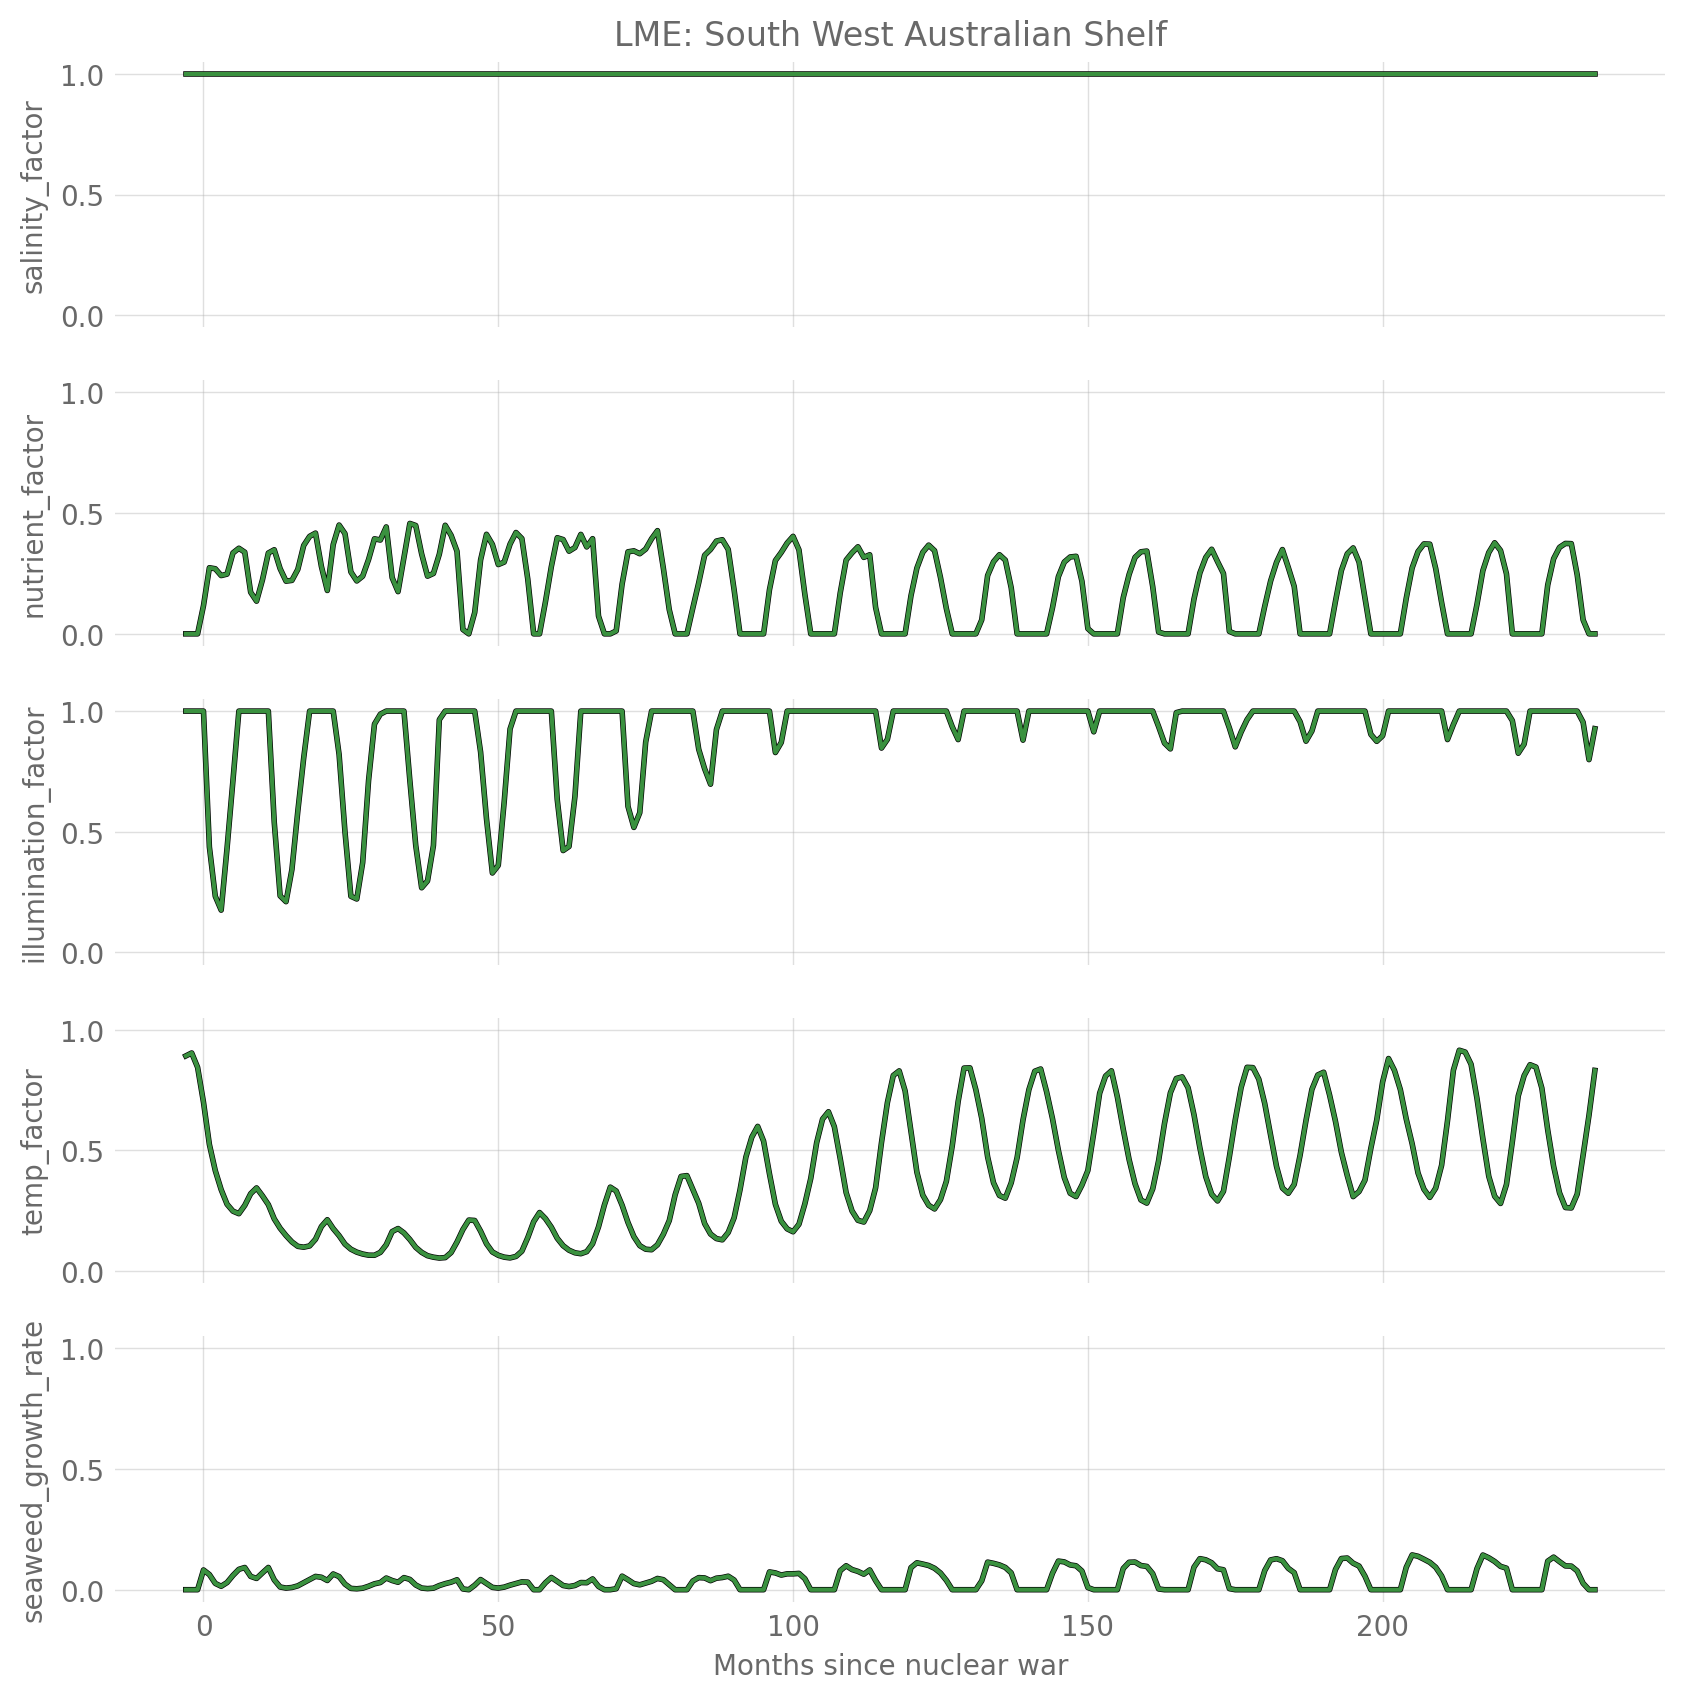 LME: South West Australian Shelf
1.0
0.5
0.0
salinity_factor
1.0
0.5
0.0
nutrient_factor
1.0
0.5
0.0
illumination_factor
1.0
0.5
0.0
temp_factor
1.0
0.5
0.0
seaweed_growth_rate
0 50 100 150 200
Months since nuclear war